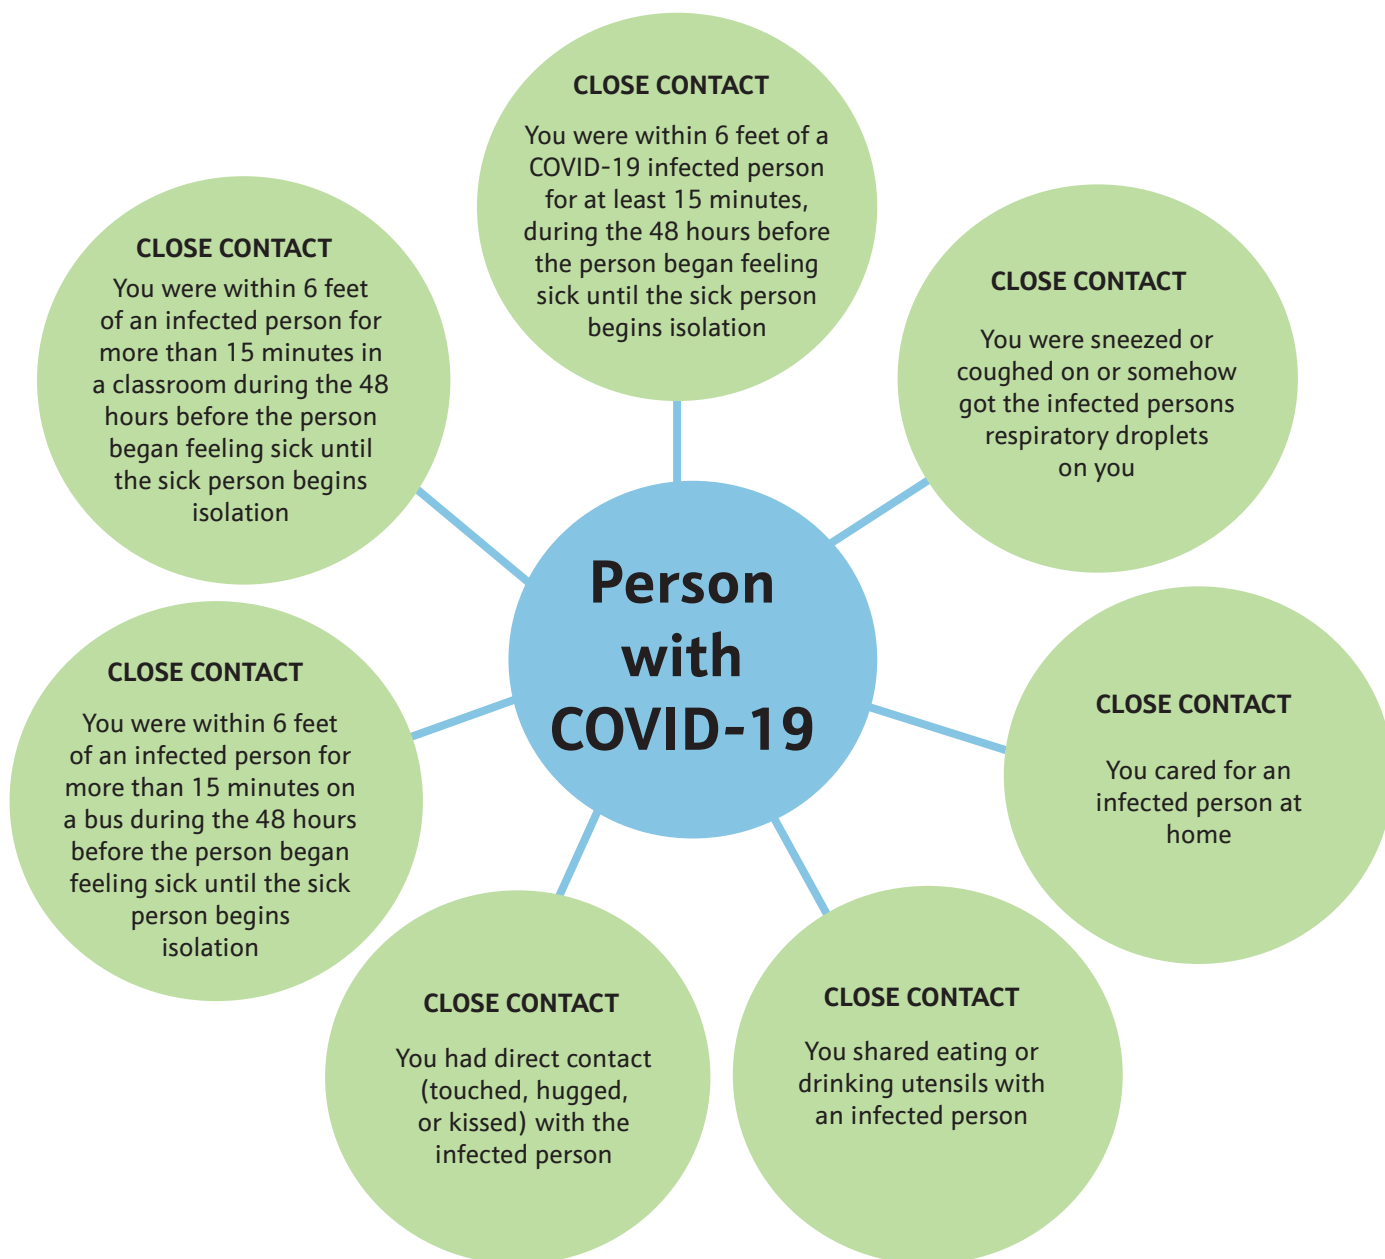 CLOSE CONTACT
You were within 6 feet of a
COVID-19 infected person
for at least 15 minutes,
during the 48 hours before
the person began feeling
sick until the sick person
begins isolation
CLOSE CONTACT
You were sneezed or
coughed on or somehow
got the infected persons
respiratory droplets
on you
CLOSE CONTACT
You cared for an
infected person at
home
CLOSE CONTACT
You shared eating or
drinking utensils with
an infected person
CLOSE CONTACT
You had direct contact
(touched, hugged,
or kissed) with the
infected person
CLOSE CONTACT
You were within 6 feet
of an infected person for
more than 15 minutes on
a bus during the 48 hours
before the person began
feeling sick until the sick
person begins
isolation
CLOSE CONTACT
You were within 6 feet
of an infected person for
more than 15 minutes in
a classroom during the 48
hours before the person
began feeling sick until
the sick person begins
isolation
Person
with
COVID-19